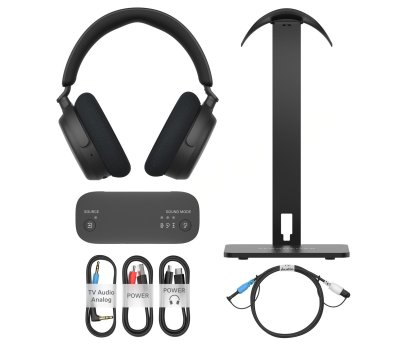 SOURCE
SOUND MODE
TV Audio
Analog
POWER
POWER